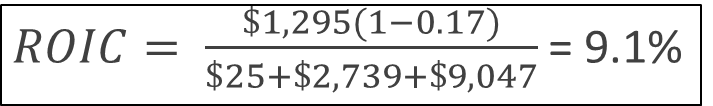 ROIC = $1,295(1−0.17) / $25+$2,739+$9,047 = 9.1%